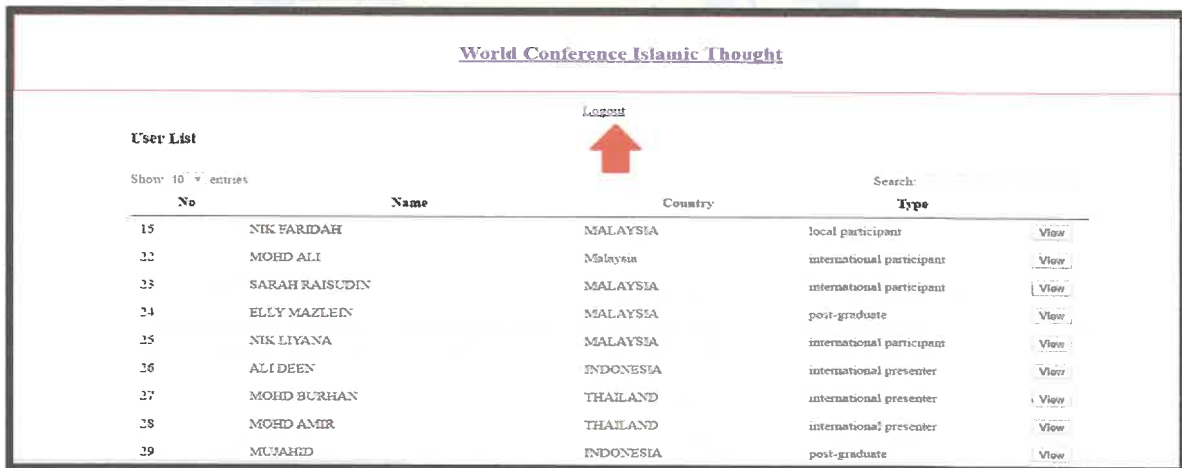 World Conference Islamic Thought
Logout
User List
Show 10 entries
Search:
No Name Country Type
15 NIK FARIDAH MALAYSIA local participant View
22 MOHD ALI Malaysia international participant View
23 SARAH RAISUDIN MALAYSIA international participant View
24 ELLY MAZLEIN MALAYSIA post-graduate View
25 NIK LIYANA MALAYSIA international participant View
26 ALI DEEN INDONESIA international presenter View
27 MOHD BURHAN THAILAND international presenter View
28 MOHD AMIR THAILAND international presenter View
29 MUJAHID INDONESIA post-graduate View